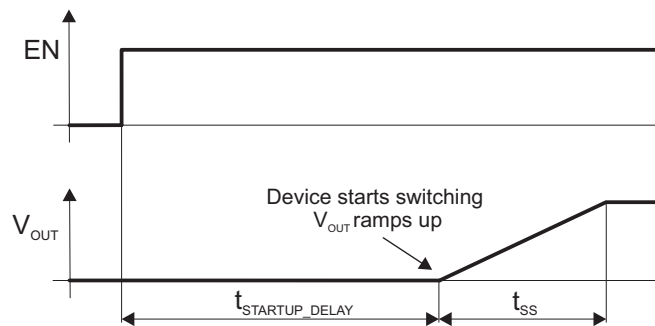 EN
Device starts switching
VOUT ramps up
VOUT
tSTARTUP_DELAY
tSS